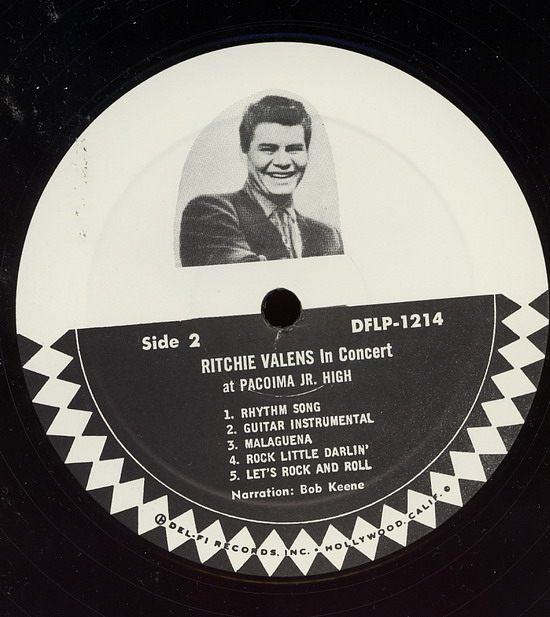 Side 2
DFLP-1214
RITCHIE VALENS In Concert
at PACOIMA JR. HIGH
1. RHYTHM SONG
2. GUITAR INSTRUMENTAL
3. MALAGUENA
4. ROCK LITTLE DARLIN'
5. LET'S ROCK AND ROLL
Narration: Bob Keene
DEL-FI RECORDS, INC. • HOLLYWOOD, CALIF.